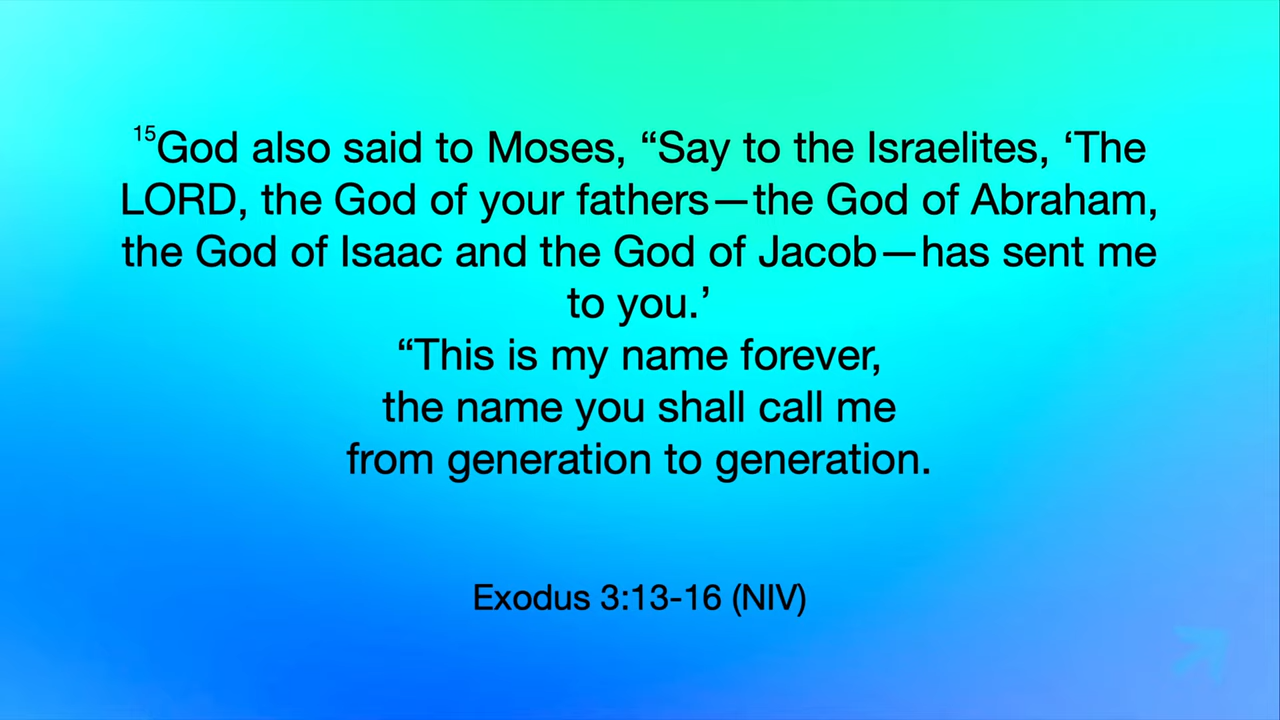 15God also said to Moses, “Say to the Israelites, ‘The
LORD, the God of your fathers—the God of Abraham,
the God of Isaac and the God of Jacob—has sent me
to you.’
“This is my name forever,
the name you shall call me
from generation to generation.
Exodus 3:13-16 (NIV)